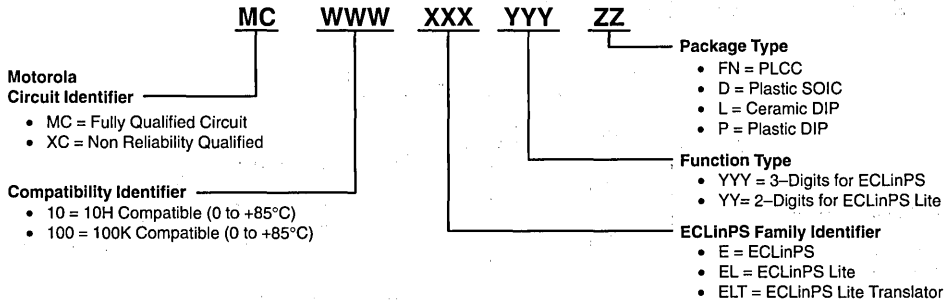 MC WWW XXX YYY ZZ
Motorola
Circuit Identifier
• MC = Fully Qualified Circuit
• XC = Non Reliability Qualified
Compatibility Identifier
• 10 = 10H Compatible (0 to +85°C)
• 100 = 100K Compatible (0 to +85°C)
Package Type
• FN = PLCC
• D = Plastic SOIC
• L = Ceramic DIP
• P = Plastic DIP
Function Type
• YYY = 3–Digits for ECLinPS
• YY= 2–Digits for ECLinPS Lite
ECLinPS Family Identifier
• E = ECLinPS
• EL = ECLinPS Lite
• ELT = ECLinPS Lite Translator